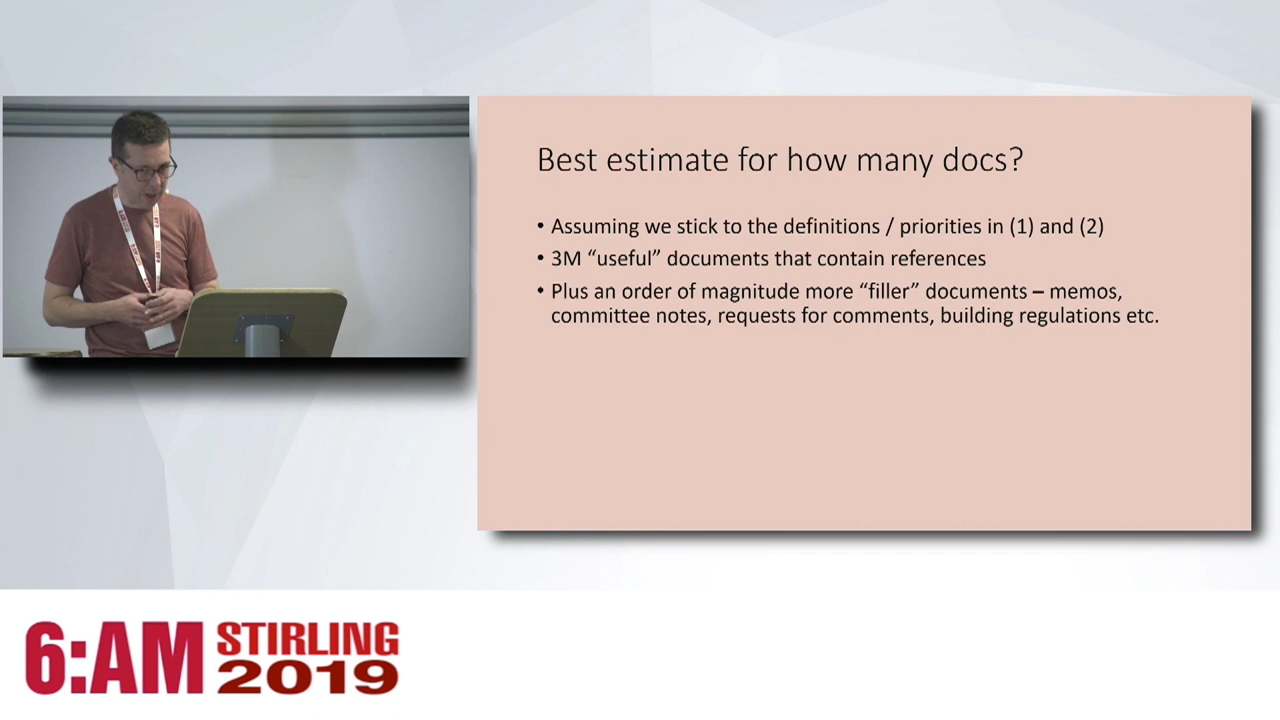 Best estimate for how many docs?
• Assuming we stick to the definitions / priorities in (1) and (2)
• 3M “useful” documents that contain references
• Plus an order of magnitude more “filler” documents – memos,
committee notes, requests for comments, building regulations etc.
6:AM STIRLING
2019